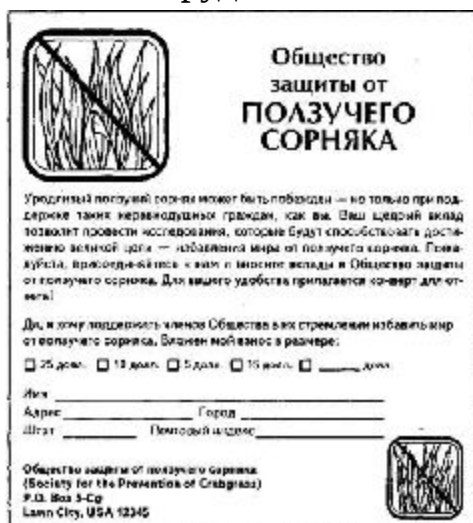 Общество
защиты от
ПОЛЗУЧЕГО
СОРНЯКА
Уродливый ползучий сорняк может быть побежден — но только при под-
держке таких неравнодушных граждан, как вы. Ваш щедрый вклад
позволит провести исследования, которые будут способствовать дости-
жению великой цели — избавления мира от ползучего сорняка. Пожа-
луйста, присоединяйтесь к нам и вносите вклады в Общество защиты
от ползучего сорняка. Для вашего удобства прилагается конверт для от-
вета!
Да, я хочу поддержать членов Общества в их стремлении избавить мир
от ползучего сорняка. Вложен мой взнос в размере:
25 долл. 10 долл. 5 долл. 15 долл. ______ долл.
Имя
Адрес Город
Штат Почтовый индекс
Общество защиты от ползучего сорняка
(Society for the Prevention of Crabgrass)
P.O. Box 5-Cg
Lawn City, USA 12345